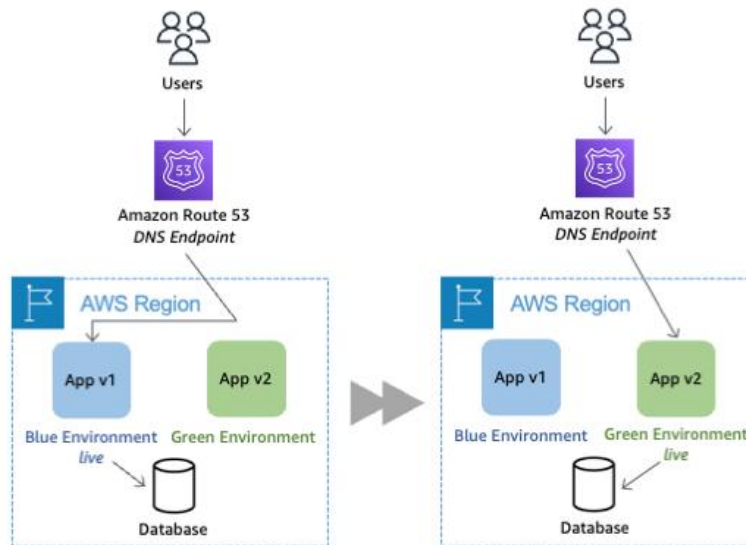 Users
53
Amazon Route 53
DNS Endpoint
AWS Region
App v1
App v2
Blue Environment
live
Green Environment
Database
Users
53
Amazon Route 53
DNS Endpoint
AWS Region
App v1
App v2
Blue Environment
Green Environment
live
Database